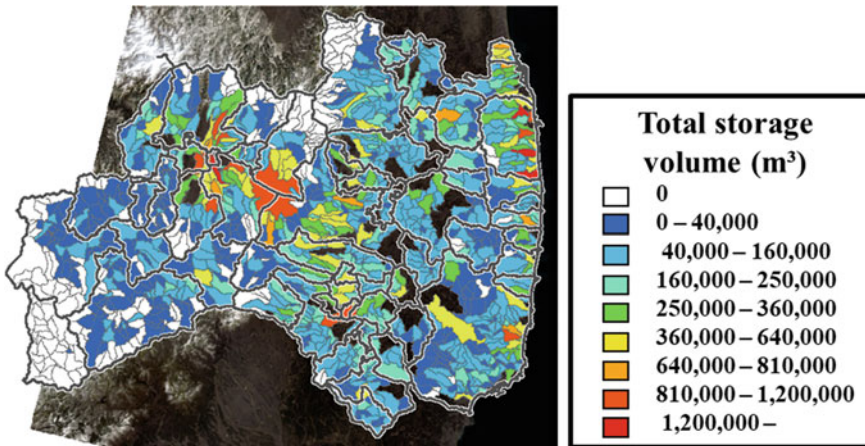 Total storage
volume (m³)
0
0 – 40,000
40,000 – 160,000
160,000 – 250,000
250,000 – 360,000
360,000 – 640,000
640,000 – 810,000
810,000 – 1,200,000
1,200,000 –